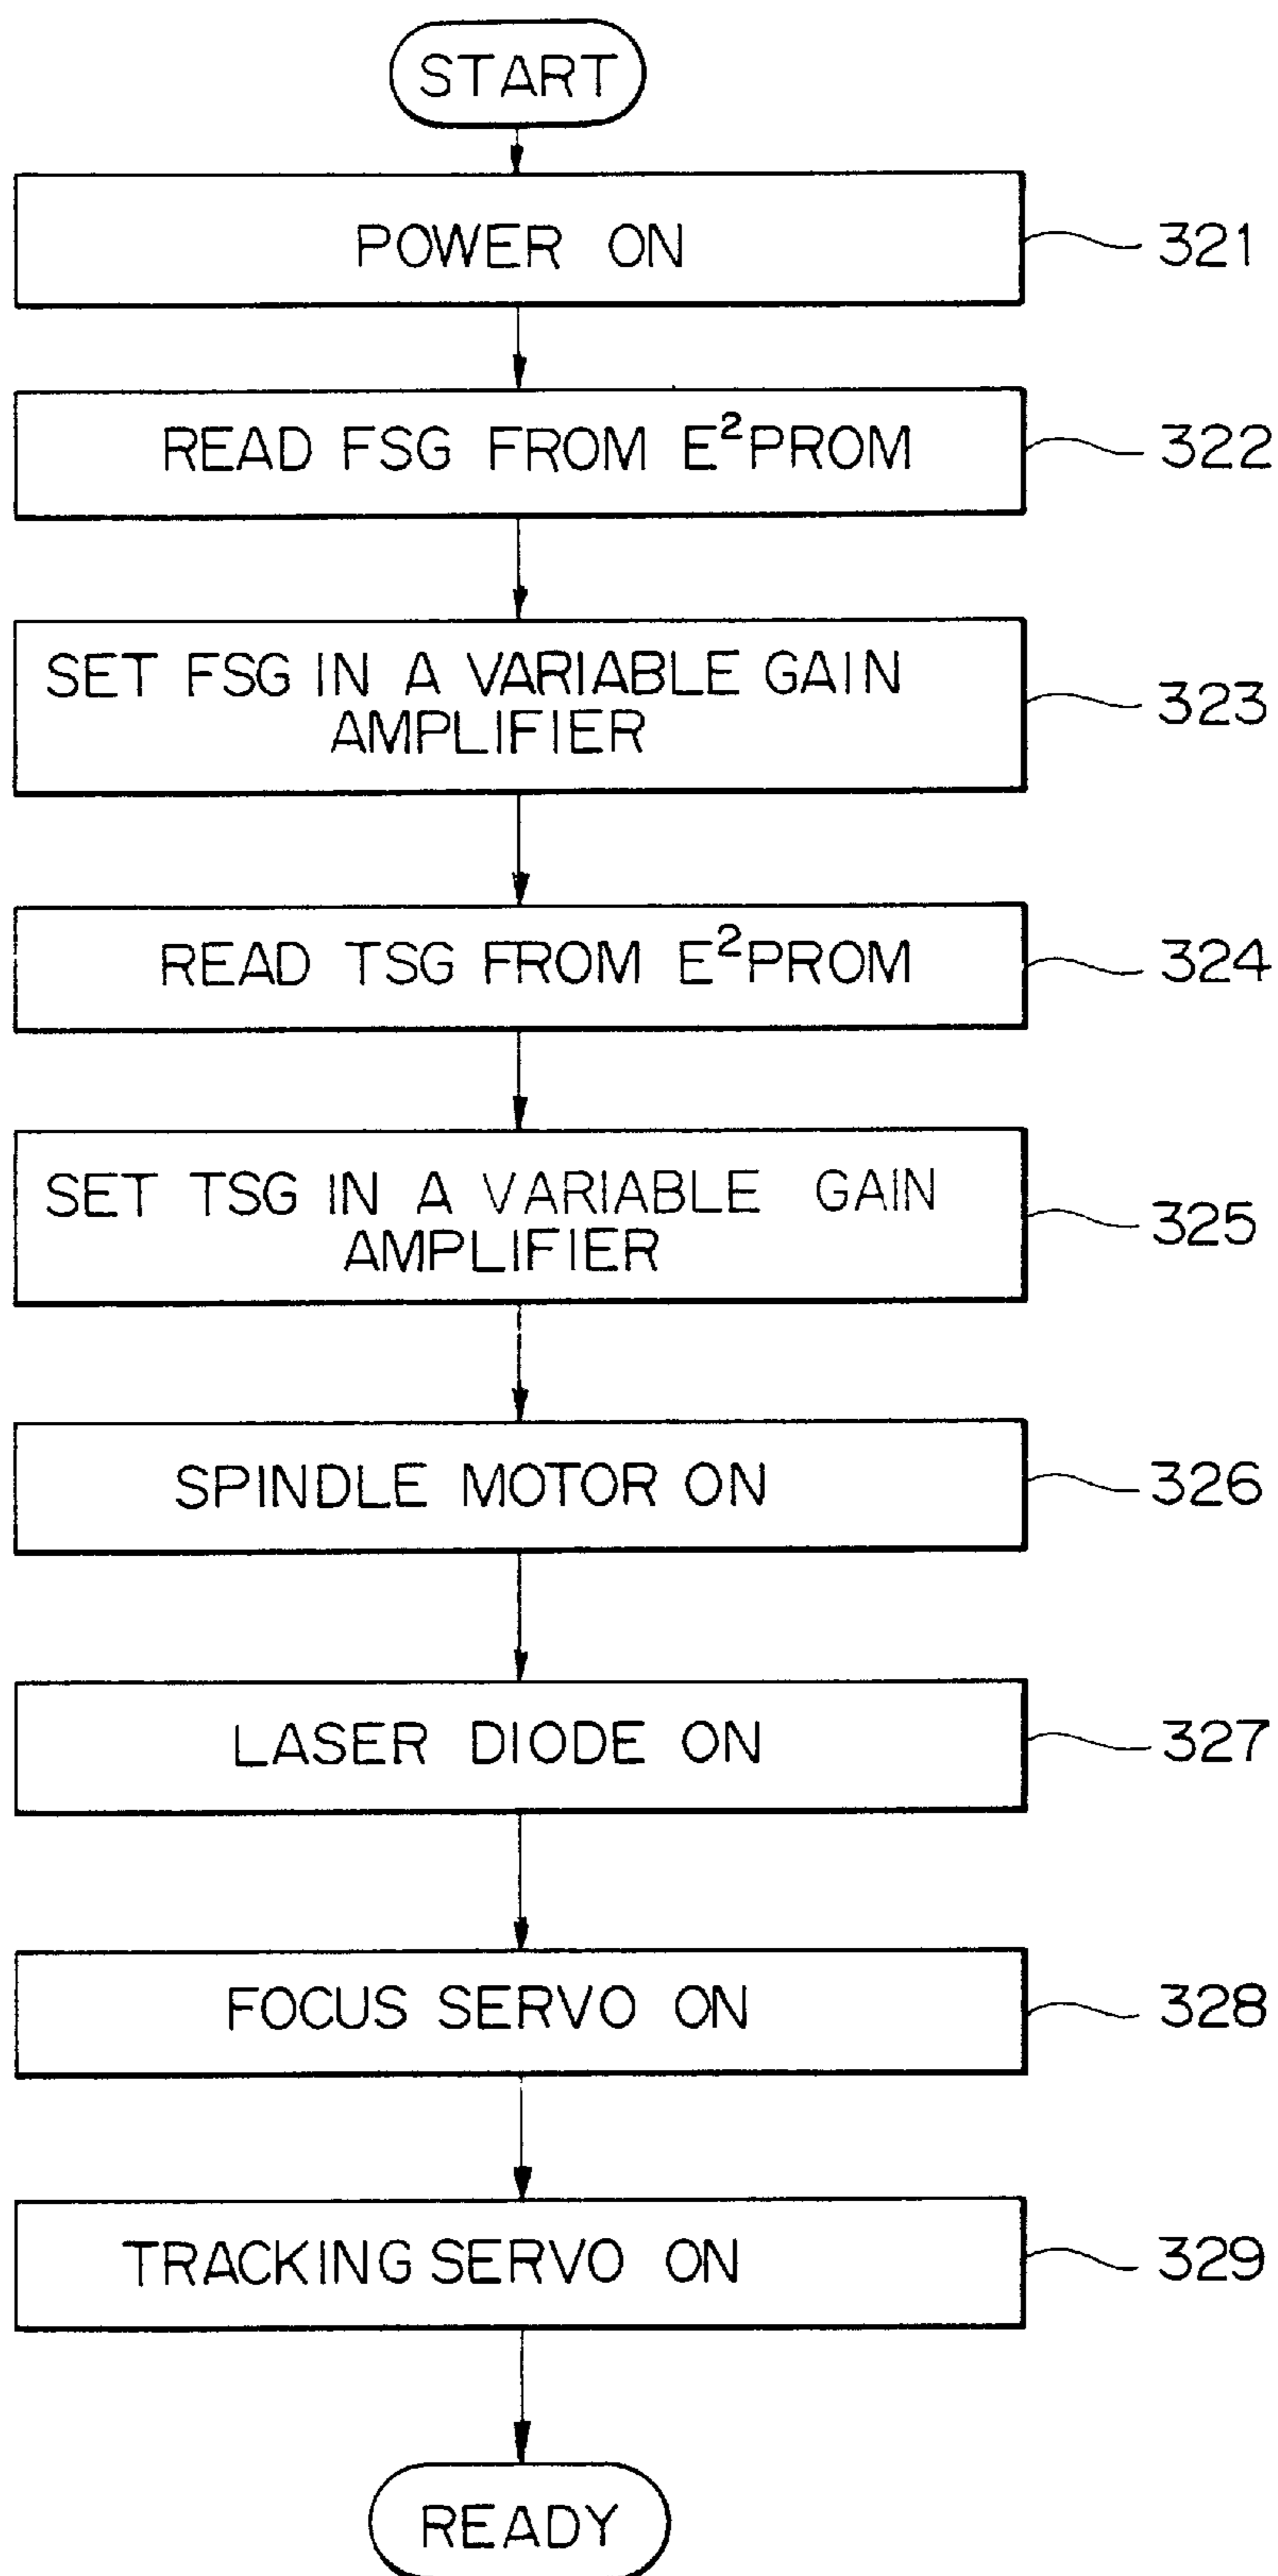 START
POWER ON
321
READ FSG FROM E²PROM
322
SET FSG IN A VARIABLE GAIN
AMPLIFIER
323
READ TSG FROM E²PROM
324
SET TSG IN A VARIABLE GAIN
AMPLIFIER
325
SPINDLE MOTOR ON
326
LASER DIODE ON
327
FOCUS SERVO ON
328
TRACKING SERVO ON
329
READY